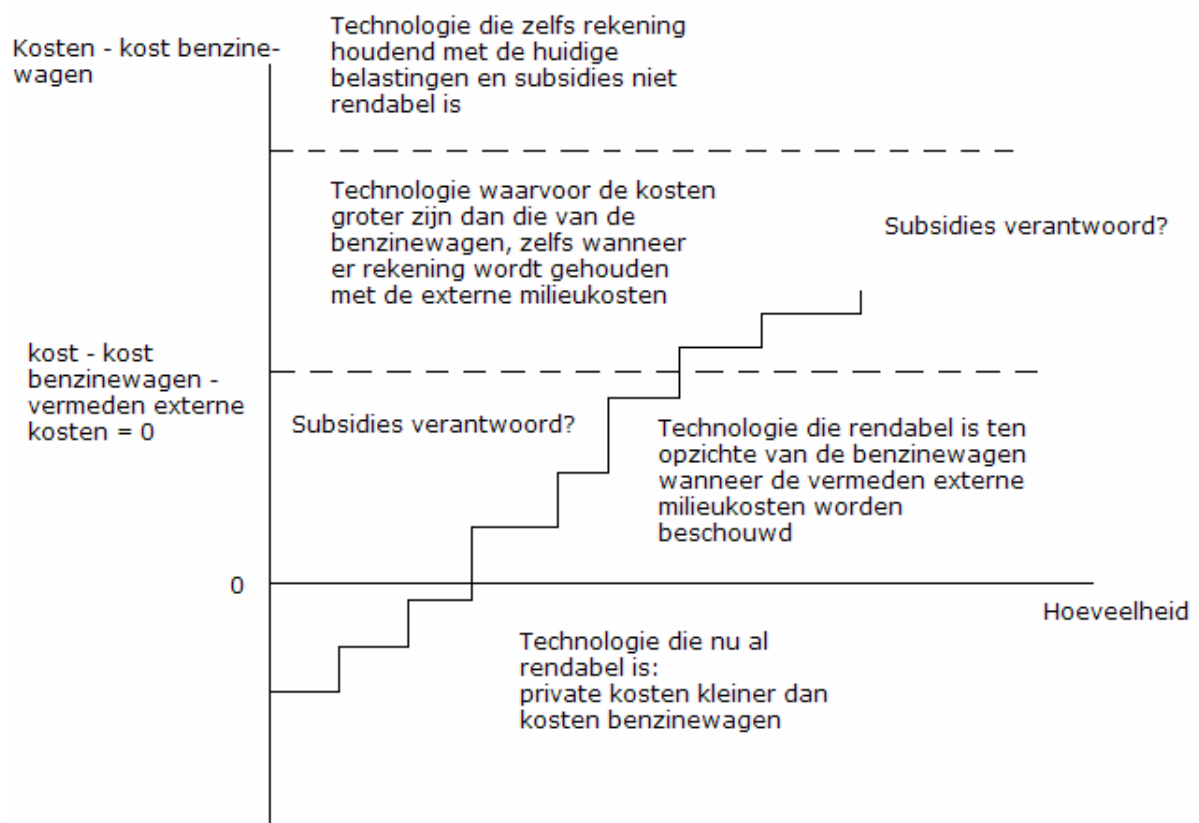 Technologie die zelfs rekening
houdend met de huidige
belastingen en subsidies niet
rendabel is
Kosten - kost benzine-
wagen
Technologie waarvoor de kosten
groter zijn dan die van de
benzinewagen, zelfs wanneer
er rekening wordt gehouden
met de externe milieukosten
Subsidies verantwoord?
kost - kost
benzinewagen -
vermeden externe
kosten = 0
Subsidies verantwoord?
Technologie die rendabel is ten
opzichte van de benzinewagen
wanneer de vermeden externe
milieukosten worden
beschouwd
0
Hoeveelheid
Technologie die nu al
rendabel is:
private kosten kleiner dan
kosten benzinewagen